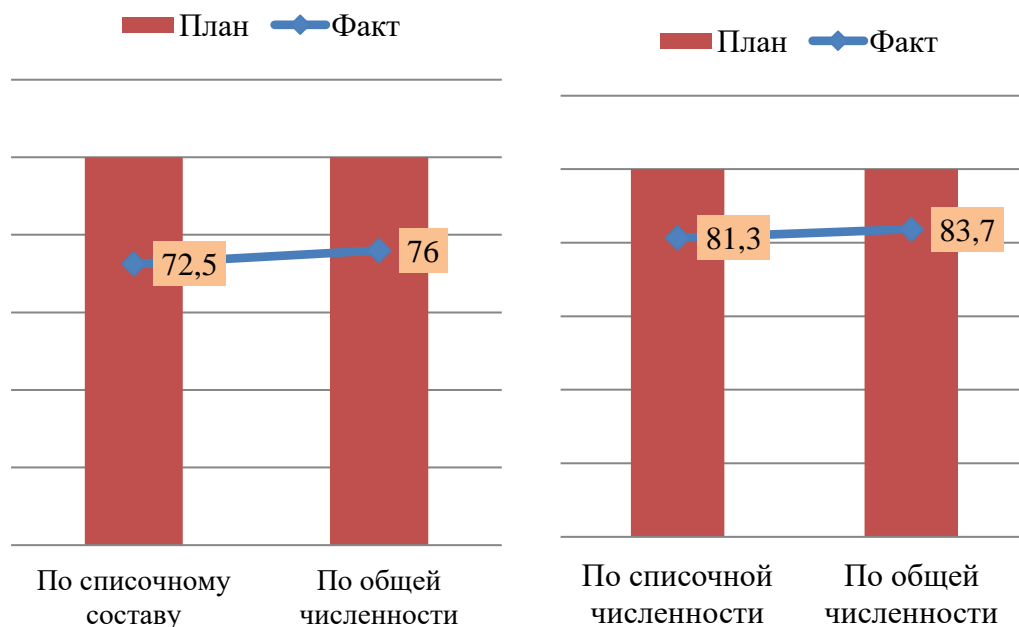 План Факт
72,5
76
По списочному
составу
По общей
численности
План Факт
81,3
83,7
По списочной
численности
По общей
численности